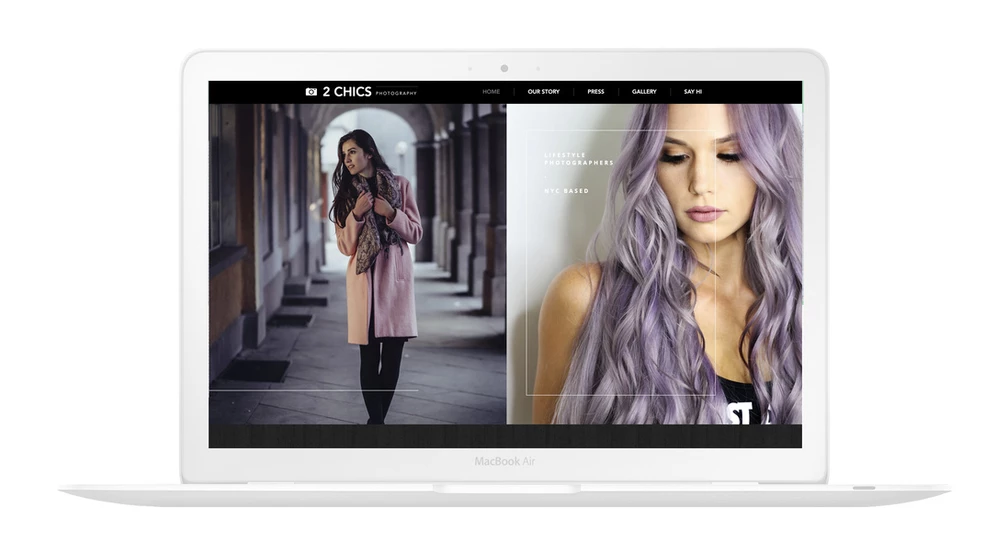 2 CHICS PHOTOGRAPHY
HOME
OUR STORY
PRESS
GALLERY
SAY HI
LIFESTYLE
PHOTOGRAPHERS
NYC BASED
ST
MacBook Air